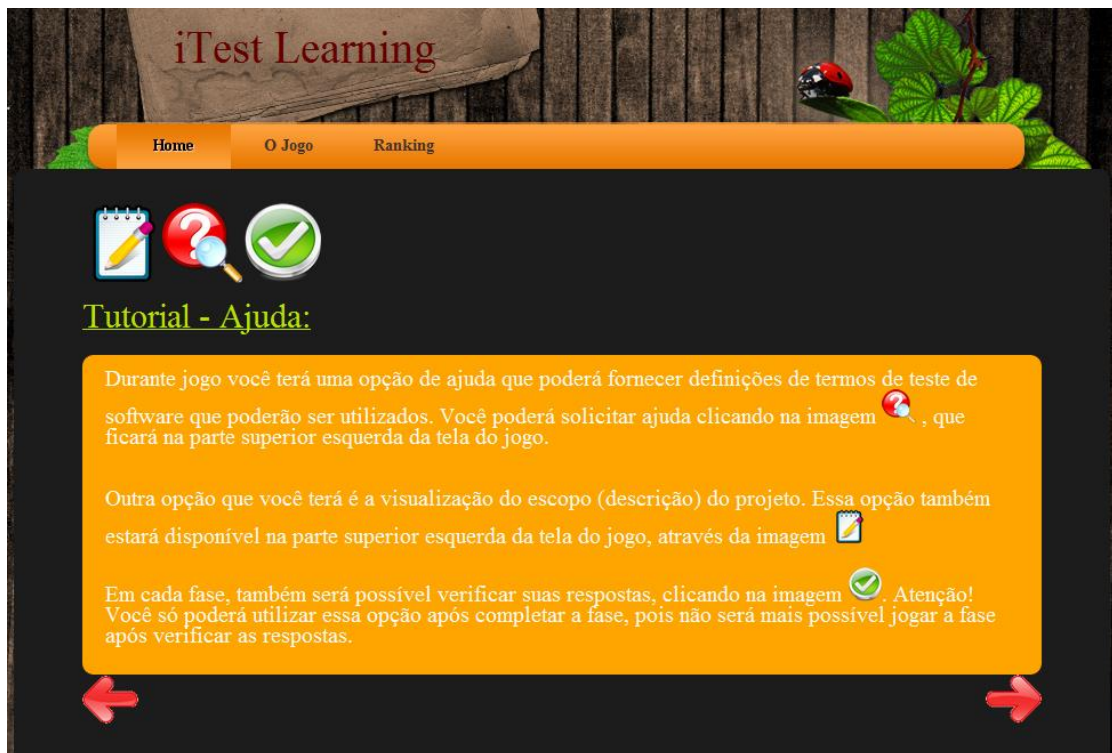 iTest Learning
Home O Jogo Ranking
Tutorial - Ajuda:
Durante jogo você terá uma opção de ajuda que poderá fornecer definições de termos de teste de
software que poderão ser utilizados. Você poderá solicitar ajuda clicando na imagem , que
ficará na parte superior esquerda da tela do jogo.
Outra opção que você terá é a visualização do escopo (descrição) do projeto. Essa opção também
estará disponível na parte superior esquerda da tela do jogo, através da imagem
Em cada fase, também será possível verificar suas respostas, clicando na imagem . Atenção!
Você só poderá utilizar essa opção após completar a fase, pois não será mais possível jogar a fase
após verificar as respostas.